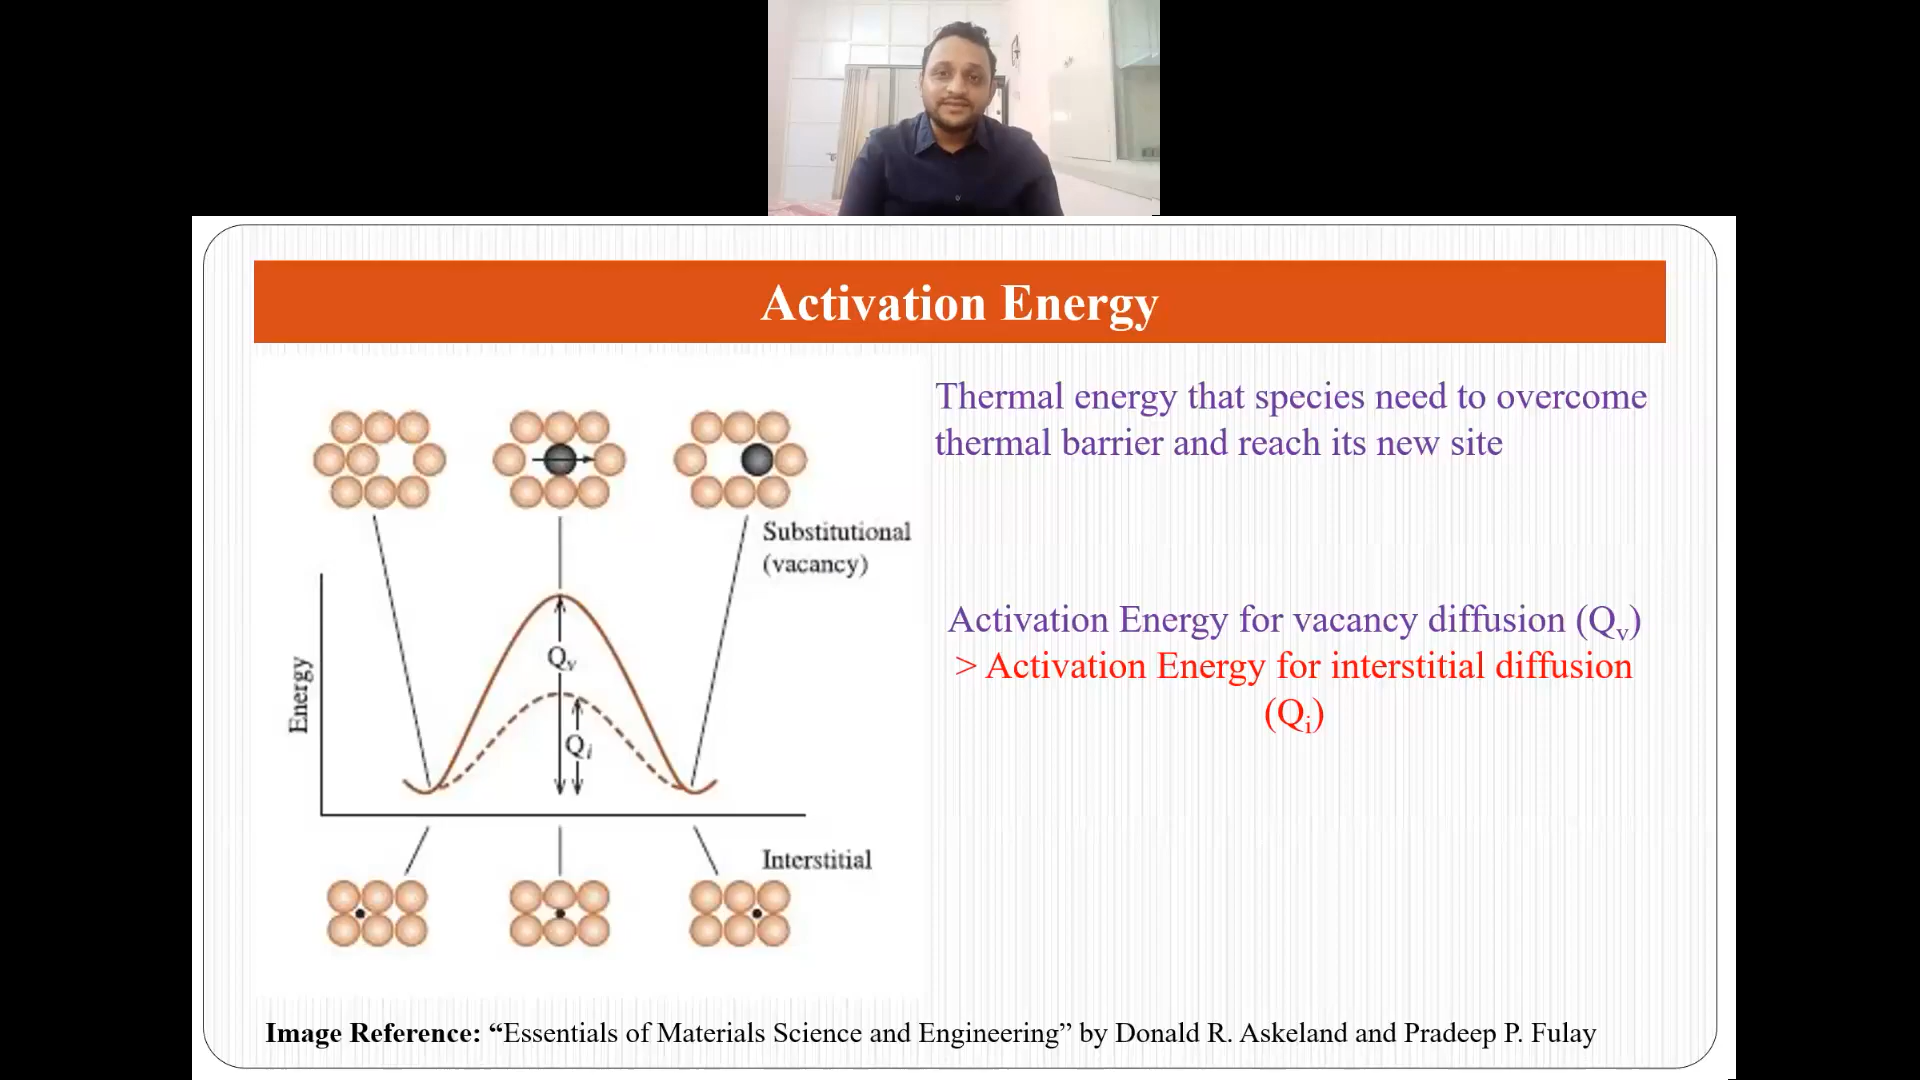 Activation Energy
Thermal energy that species need to overcome
thermal barrier and reach its new site
Substitutional
(vacancy)
Activation Energy for vacancy diffusion (Qv)
> Activation Energy for interstitial diffusion
(Qi)
Energy
Qv
Qi
Interstitial
Image Reference: “Essentials of Materials Science and Engineering” by Donald R. Askeland and Pradeep P. Fulay